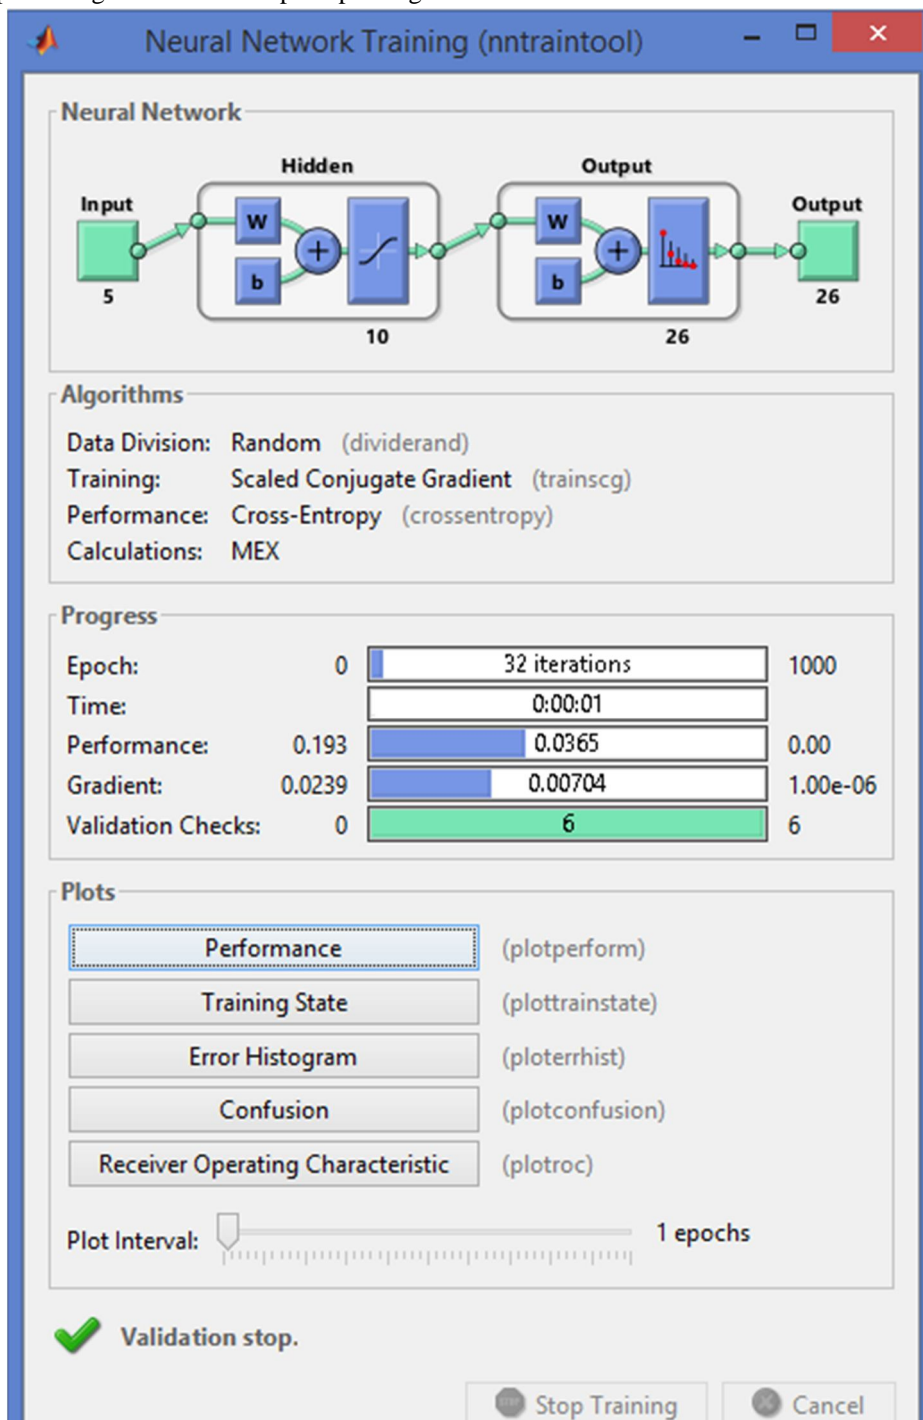 Neural Network Training (nntraintool)
Neural Network
Hidden Output
Input Output
W W
b b
5 26
10 26
Algorithms
Data Division: Random (dividerand)
Training: Scaled Conjugate Gradient (trainscg)
Performance: Cross-Entropy (crossentropy)
Calculations: MEX
Progress
Epoch: 0 32 iterations 1000
Time: 0:00:01
Performance: 0.193 0.0365 0.00
Gradient: 0.0239 0.00704 1.00e-06
Validation Checks: 0 6 6
Plots
Performance (plotperform)
Training State (plottrainstate)
Error Histogram (ploterrhist)
Confusion (plotconfusion)
Receiver Operating Characteristic (plotroc)
Plot Interval: 1 epochs
Validation stop.
Stop Training Cancel